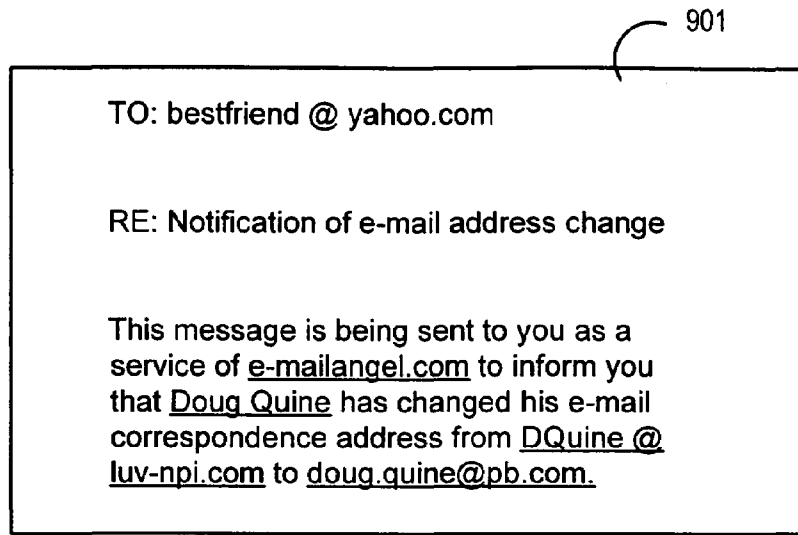 901
TO: bestfriend @ yahoo.com
RE: Notification of e-mail address change
This message is being sent to you as a
service of e-mailangel.com to inform you
that Doug Quine has changed his e-mail
correspondence address from DQuine @
luv-npi.com to doug.quine@pb.com.